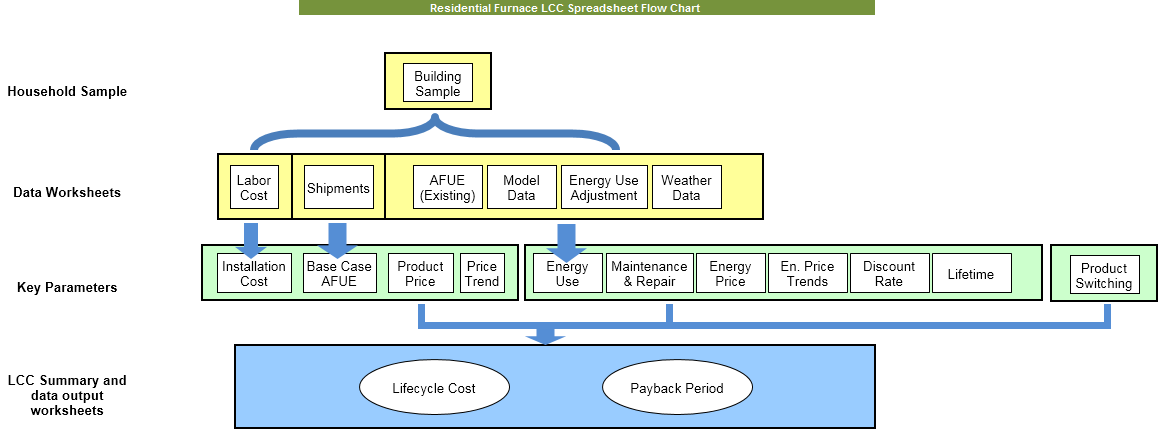 Residential Furnace LCC Spreadsheet Flow Chart
Household Sample
Building
Sample
Data Worksheets
Labor
Cost
Shipments
AFUE
(Existing)
Model
Data
Energy Use
Adjustment
Weather
Data
Key Parameters
Installation
Cost
Base Case
AFUE
Product
Price
Price
Trend
Energy
Use
Maintenance
& Repair
Energy
Price
En. Price
Trends
Discount
Rate
Lifetime
Product
Switching
LCC Summary and
data output
worksheets
Lifecycle Cost
Payback Period